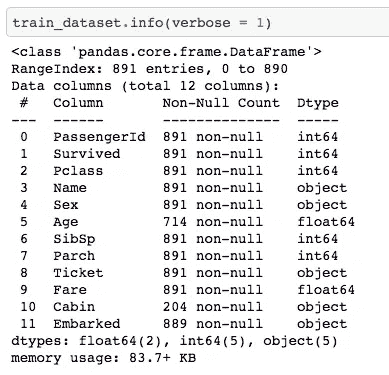 train_dataset.info(verbose = 1)
<class 'pandas.core.frame.DataFrame'>
RangeIndex: 891 entries, 0 to 890
Data columns (total 12 columns):
 #   Column       Non-Null Count  Dtype
---  ------       --------------  -----
 0   PassengerId  891 non-null    int64
 1   Survived     891 non-null    int64
 2   Pclass       891 non-null    int64
 3   Name         891 non-null    object
 4   Sex          891 non-null    object
 5   Age          714 non-null    float64
 6   SibSp        891 non-null    int64
 7   Parch        891 non-null    int64
 8   Ticket       891 non-null    object
 9   Fare         891 non-null    float64
 10  Cabin        204 non-null    object
 11  Embarked     889 non-null    object
dtypes: float64(2), int64(5), object(5)
memory usage: 83.7+ KB